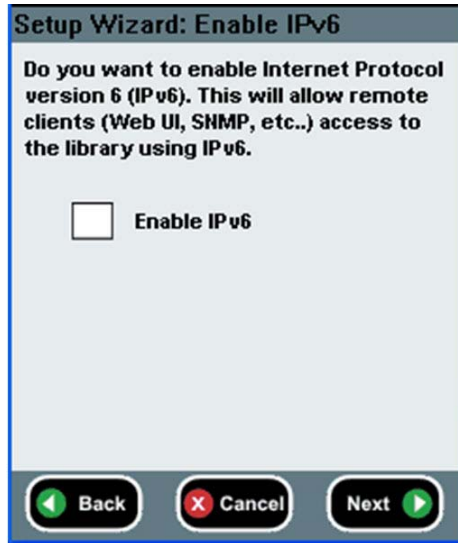 Setup Wizard: Enable IPv6
Do you want to enable Internet Protocol
version 6 (IPv6). This will allow remote
clients (Web UI, SNMP, etc..) access to
the library using IPv6.
Enable IPv6
Back
Cancel
Next